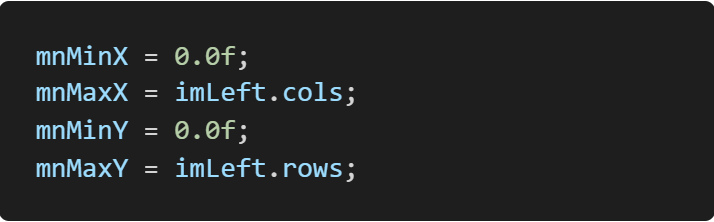 mnMinX = 0.0f;
mnMaxX = imLeft.cols;
mnMinY = 0.0f;
mnMaxY = imLeft.rows;